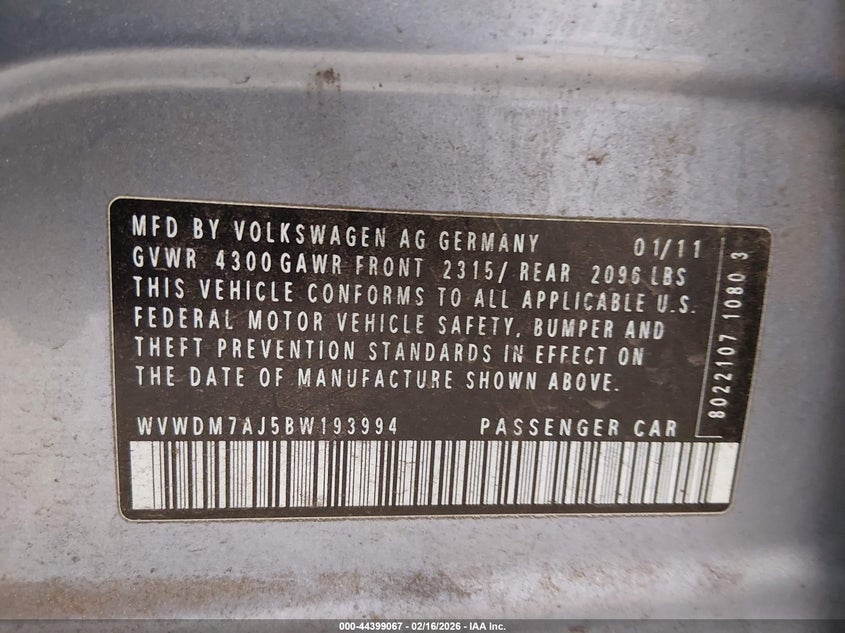 MFD BY VOLKSWAGEN AG GERMANY 01/11
GVWR 4300 GAWR FRONT 2315/ REAR 2096 LBS
THIS VEHICLE CONFORMS TO ALL APPLICABLE U.S.
FEDERAL MOTOR VEHICLE SAFETY, BUMPER AND
THEFT PREVENTION STANDARDS IN EFFECT ON
THE DATE OF MANUFACTURE SHOWN ABOVE.
WVWDM7AJ5BW193994 PASSENGER CAR
8022107 1080 3
000-44399067 - 02/16/2026 - IAA Inc.